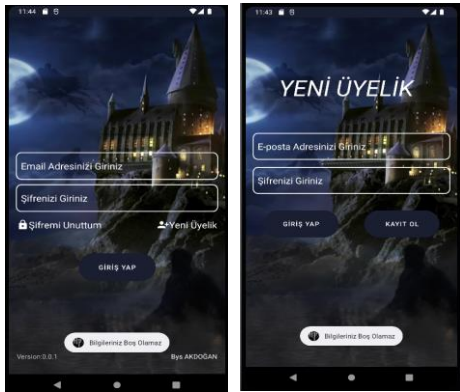 11:44
Email Adresinizi Giriniz
Şifrenizi Giriniz
Şifremi Unuttum
Yeni Üyelik
GİRİŞ YAP
Bilgileriniz Boş Olamaz
Version:0.0.1
Bys AKDOĞAN
11:43
YENİ ÜYELİK
E-posta Adresinizi Giriniz
Şifrenizi Giriniz
GİRİŞ YAP
KAYIT OL
Bilgileriniz Boş Olamaz